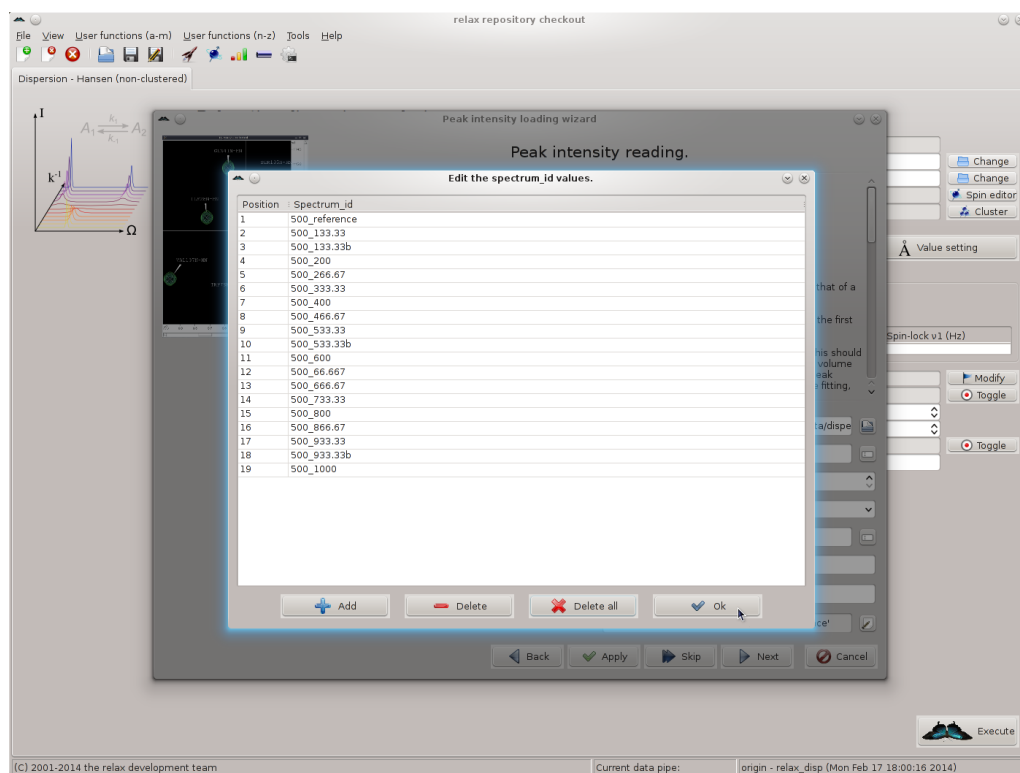 relax repository checkout
File View User functions (a-m) User functions (n-z) Tools Help
Dispersion - Hansen (non-clustered)
I
A1 k1 k-1 A2
k-1
Ω
Peak intensity loading wizard
Peak intensity reading.
Change
Change
Spin editor
Cluster
Å Value setting
that of a
the first
his should
volume
eak
fitting,
Spin-lock ν1 (Hz)
Modify
Toggle
ta/dispe
Toggle
ce'
Edit the spectrum_id values.
Position Spectrum_id
1 500_reference
2 500_133.33
3 500_133.33b
4 500_200
5 500_266.67
6 500_333.33
7 500_400
8 500_466.67
9 500_533.33
10 500_533.33b
11 500_600
12 500_66.667
13 500_666.67
14 500_733.33
15 500_800
16 500_866.67
17 500_933.33
18 500_933.33b
19 500_1000
Add Delete Delete all Ok
Back Apply Skip Next Cancel
Execute
(C) 2001-2014 the relax development team Current data pipe: origin - relax_disp (Mon Feb 17 18:00:16 2014)